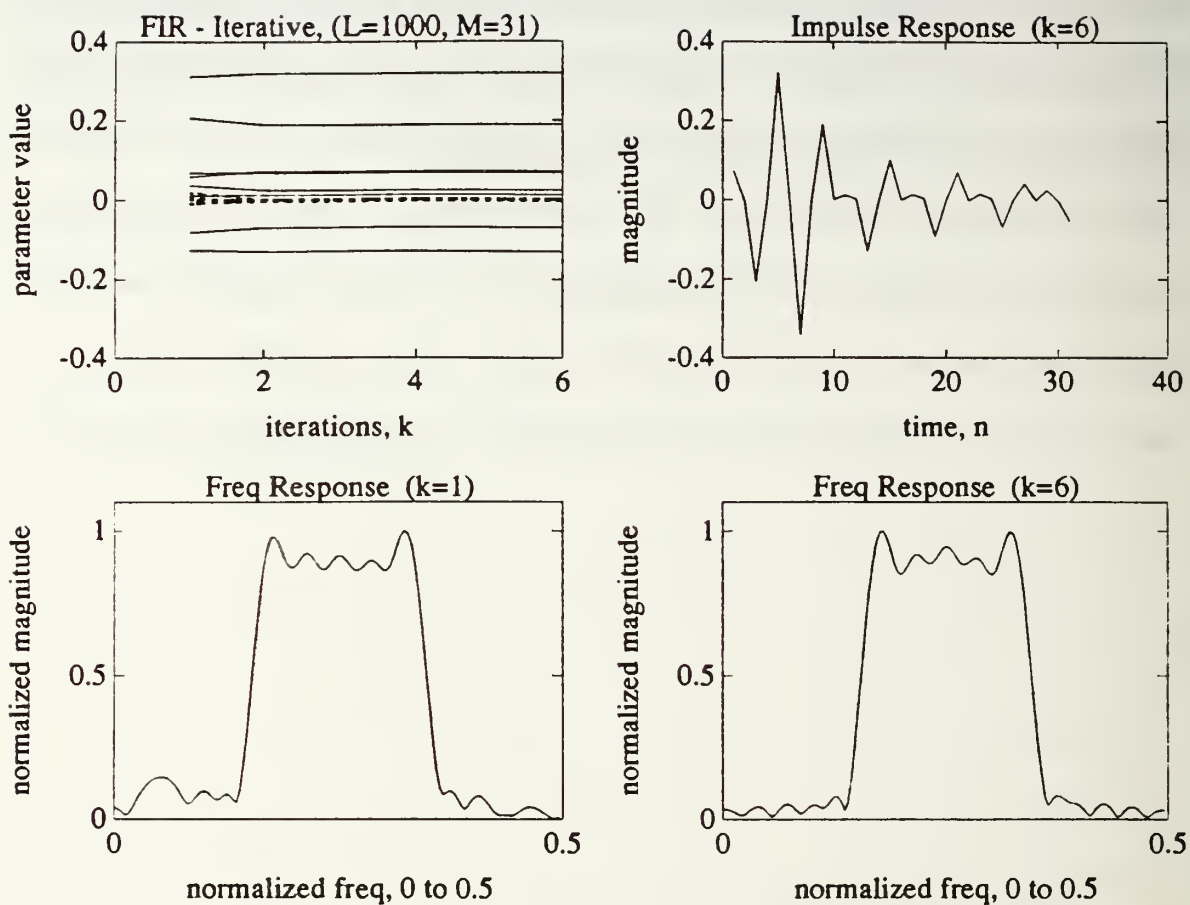 FIR - Iterative, (L=1000, M=31)
0.4
0.2
0
-0.2
-0.4
parameter value
0
2
4
6
iterations, k
Impulse Response (k=6)
0.4
0.2
0
-0.2
-0.4
magnitude
0
10
20
30
40
time, n
Freq Response (k=1)
1
0.5
0
normalized magnitude
0
0.5
normalized freq, 0 to 0.5
Freq Response (k=6)
1
0.5
0
normalized magnitude
0
0.5
normalized freq, 0 to 0.5